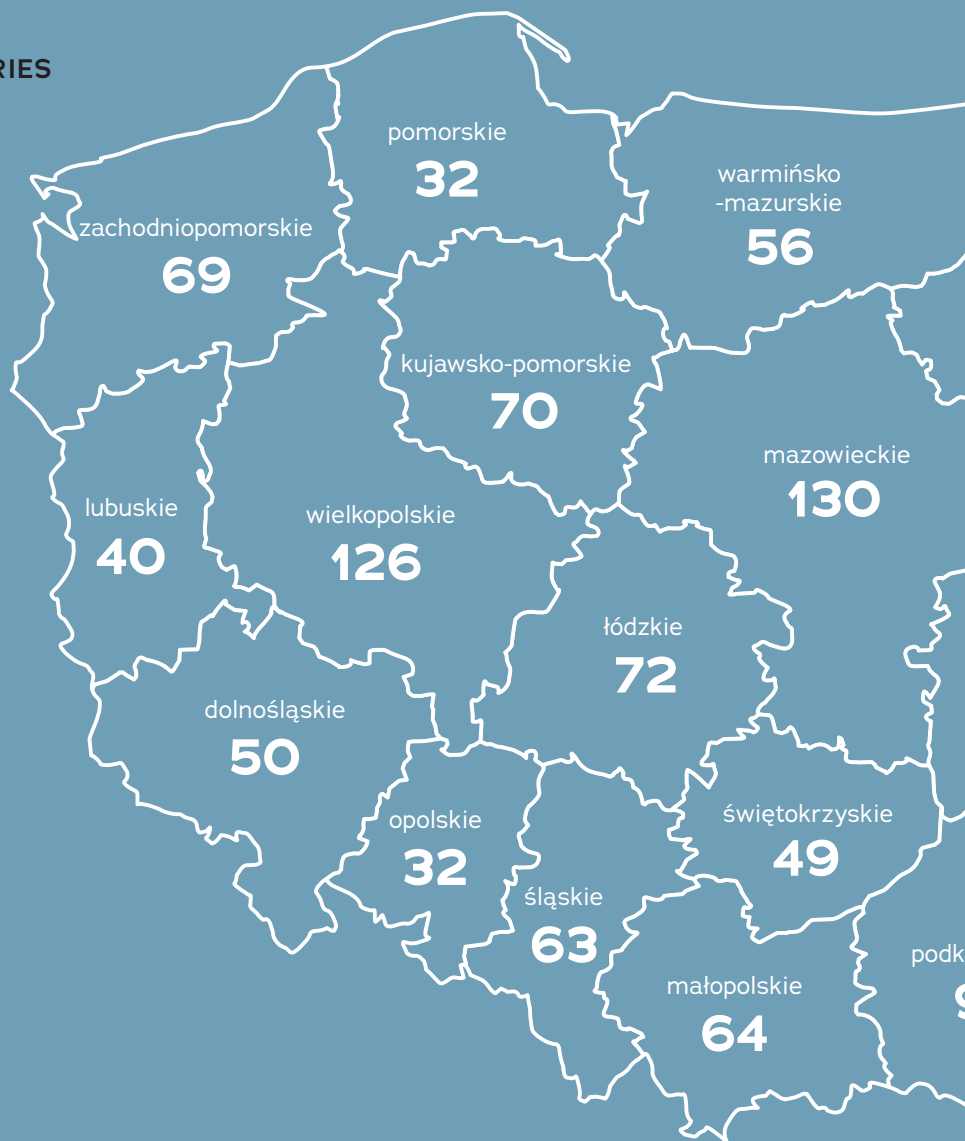 RIES
pomorskie
32
warmińsko
-mazurskie
56
zachodniopomorskie
69
kujawsko-pomorskie
70
mazowieckie
130
lubuskie
40
wielkopolskie
126
łódzkie
72
dolnośląskie
50
opolskie
32
świętokrzyskie
49
śląskie
63
podk
małopolskie
64